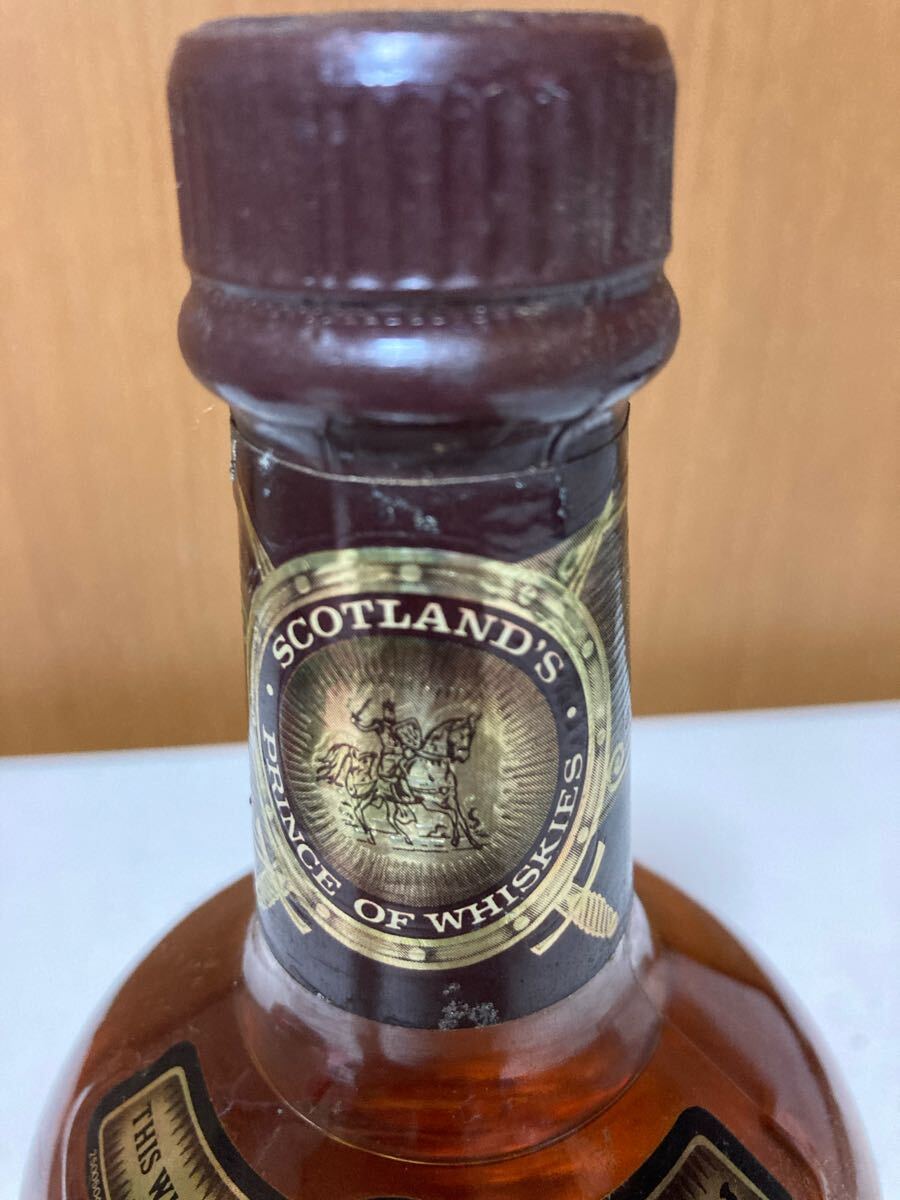 SCOTLAND'S
· PRINCE OF WHISKIES ·
THIS